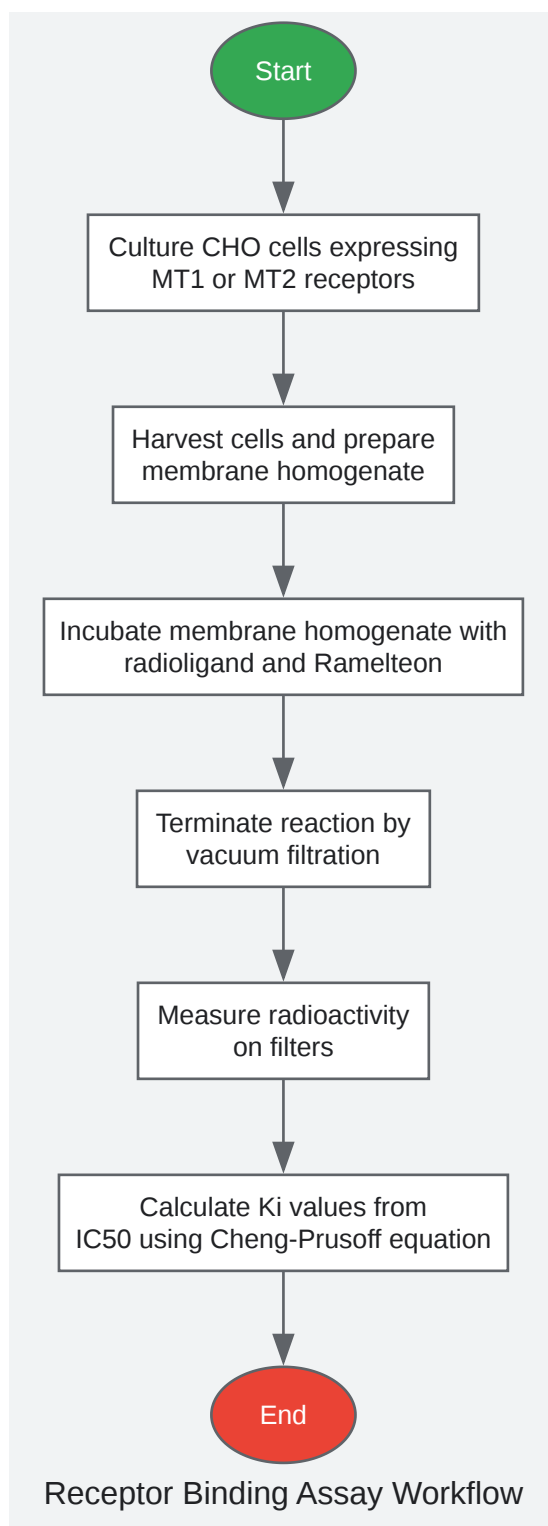 Start
Culture CHO cells expressing
MT1 or MT2 receptors
Harvest cells and prepare
membrane homogenate
Incubate membrane homogenate with
radioligand and Ramelteon
Terminate reaction by
vacuum filtration
Measure radioactivity
on filters
Calculate Ki values from
IC50 using Cheng-Prusoff equation
End
Receptor Binding Assay Workflow